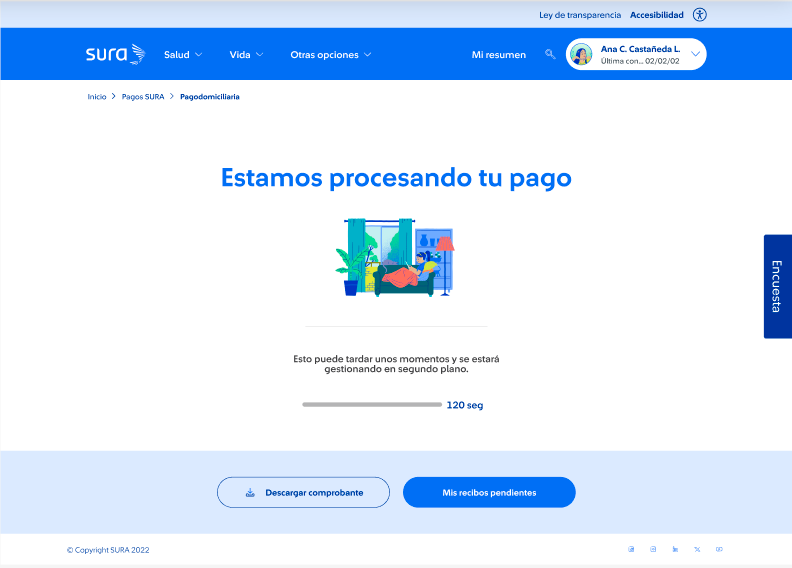 Ley de transparencia Accesibilidad
sura Salud Vida Otras opciones Mi resumen
Ana C. Castañeda L.
Última con... 02/02/02
Inicio > Pagos SURA > Pagodomiciliaria
Estamos procesando tu pago
Encuesta
Esto puede tardar unos momentos y se estará
gestionando en segundo plano.
120 seg
Descargar comprobante
Mis recibos pendientes
© Copyright SURA 2022